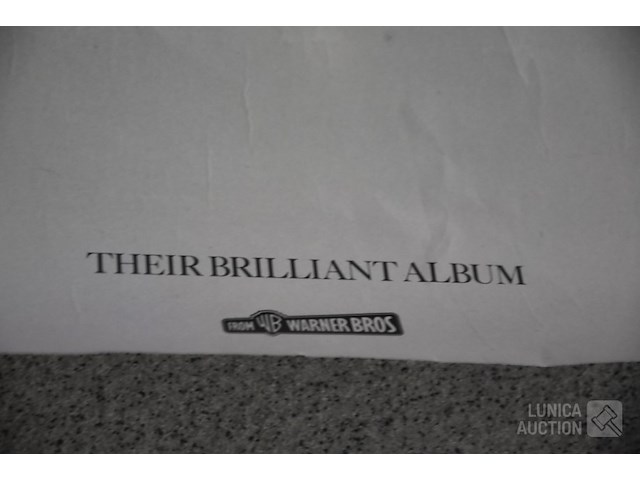 THEIR BRILLIANT ALBUM
FROM WB WARNER BROS
LUNICA
AUCTION